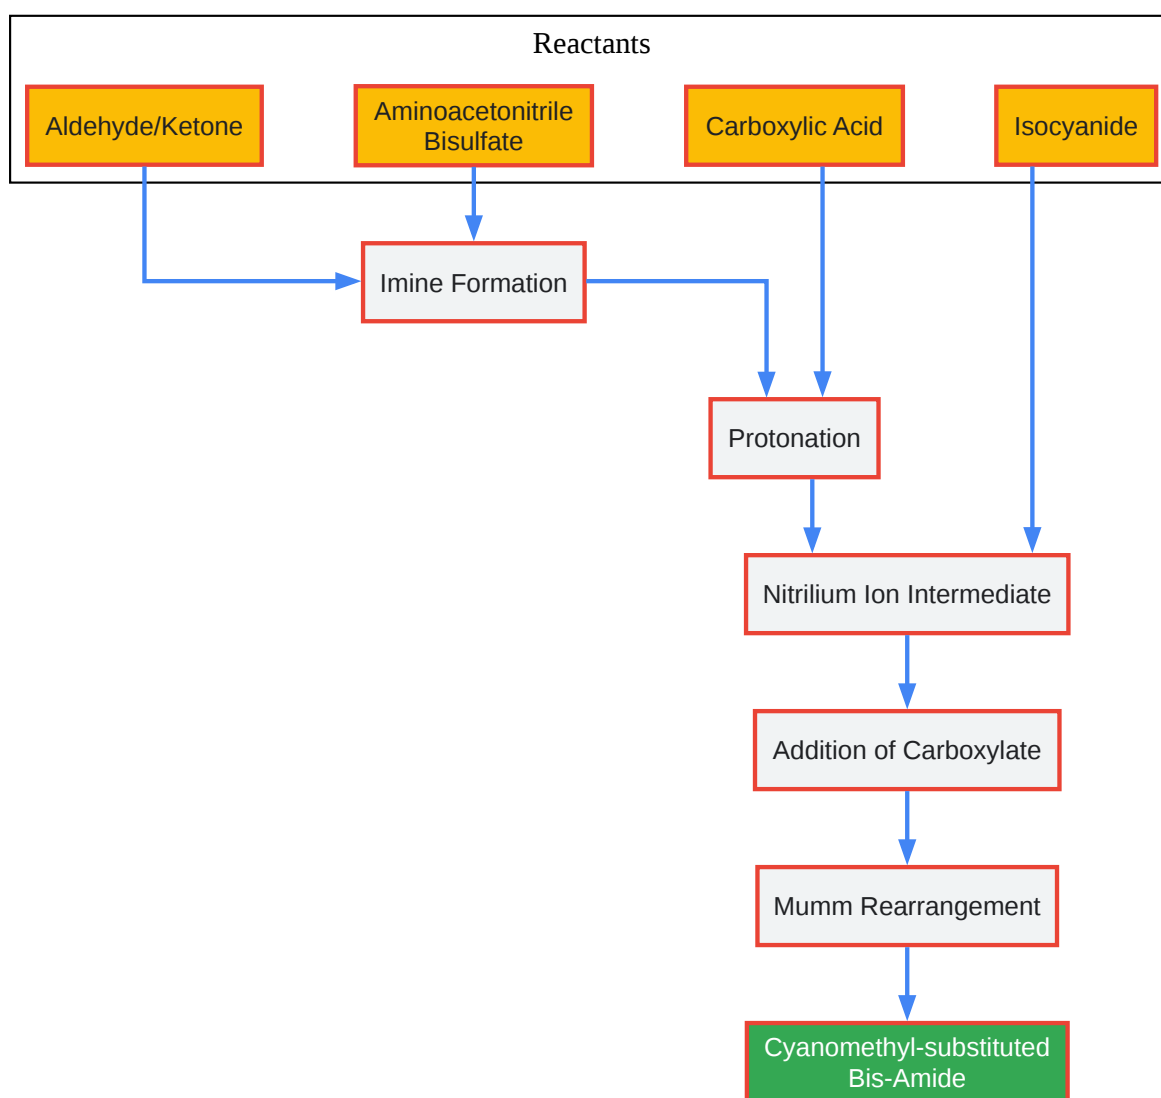 Reactants
Aldehyde/Ketone
Aminoacetonitrile
Bisulfate
Carboxylic Acid
Isocyanide
Imine Formation
Protonation
Nitrilium Ion Intermediate
Addition of Carboxylate
Mumm Rearrangement
Cyanomethyl-substituted
Bis-Amide